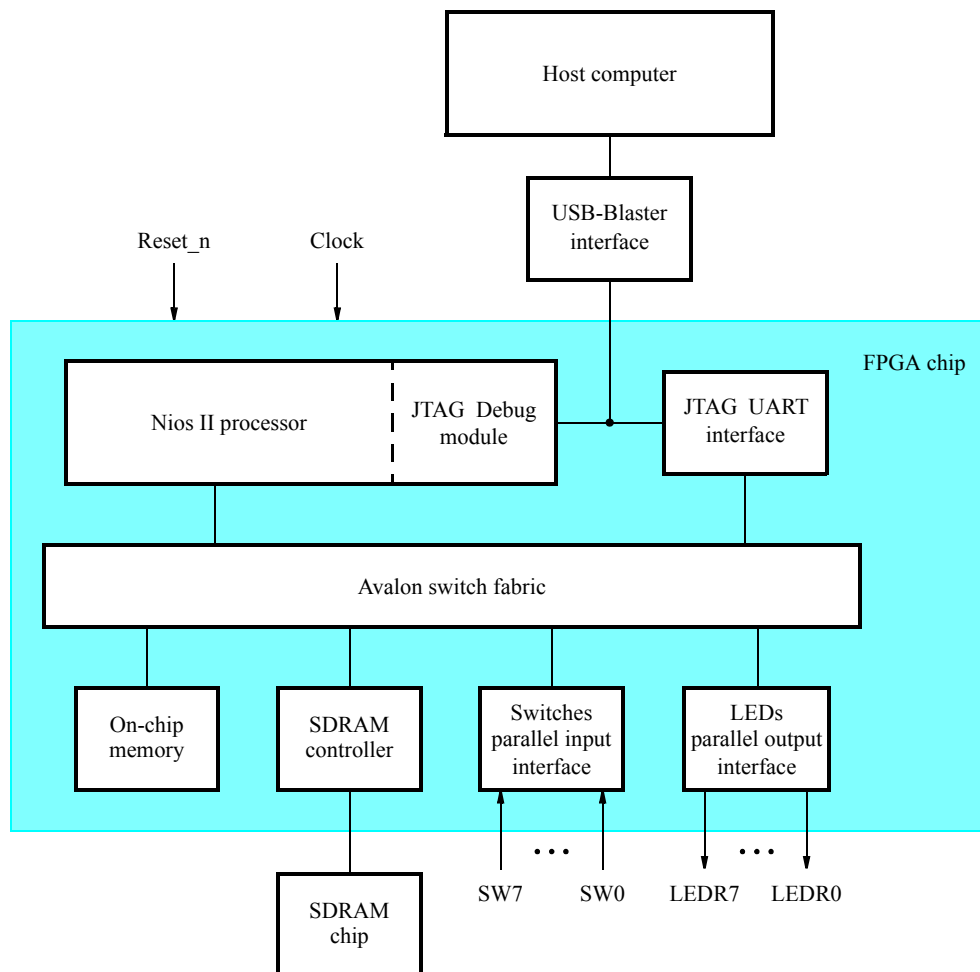 Host computer
USB-Blaster
interface
Reset_n
Clock
FPGA chip
Nios II processor
JTAG Debug
module
JTAG UART
interface
Avalon switch fabric
On-chip
memory
SDRAM
controller
Switches
parallel input
interface
LEDs
parallel output
interface
SW7
...
SW0
LEDR7
...
LEDR0
SDRAM
chip